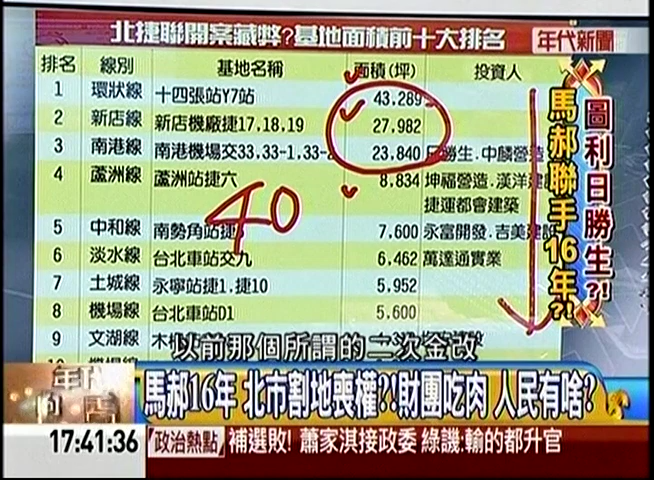 北捷聯開案藏弊?基地面積前十大排名
年代新聞
排名 線別 基地名稱 面積(坪) 投資人
1 環狀線 十四張站Y7站 43.289
2 新店線 新店機廠捷17.18.19 27.982
3 南港線 南港機場交33.33-1.33- 23.840 日勝生.中麟營造
4 蘆洲線 蘆洲站捷六 8.834 坤福營造.漢洋建
捷運都會建築
40
5 中和線 南勢角站捷 7.600 永富開發.吉美建設
6 淡水線 台北車站交九 6.462 萬達通實業
7 土城線 永寧站捷1.捷10 5.952
8 機場線 台北車站D1 5.600
9 文湖線 木
圖利日勝生?!
馬郝聯手16年?!
以前那個所謂的二次金改
年代向錢
馬郝16年 北市割地喪權?!財團吃肉 人民有啥?
17:41:36 政治熱點 補選敗! 蕭家淇接政委 綠譏:輸的都升官